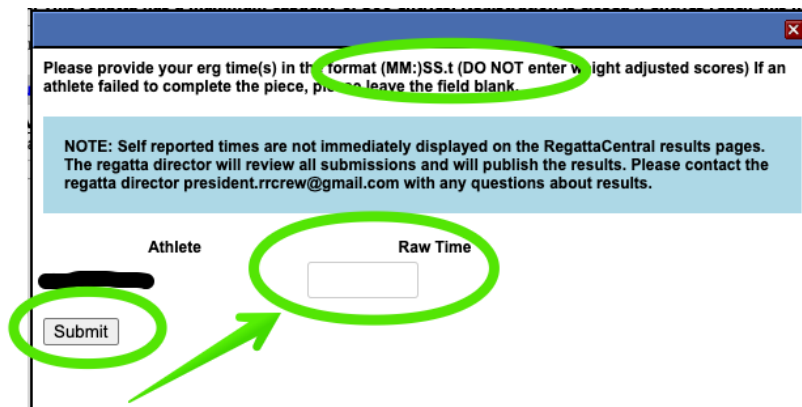 Please provide your erg time(s) in the format (MM:)SS.t (DO NOT enter weight adjusted scores) If an
athlete failed to complete the piece, please leave the field blank.
NOTE: Self reported times are not immediately displayed on the RegattaCentral results pages.
The regatta director will review all submissions and will publish the results. Please contact the
regatta director president.rrcrew@gmail.com with any questions about results.
Athlete Raw Time
Submit